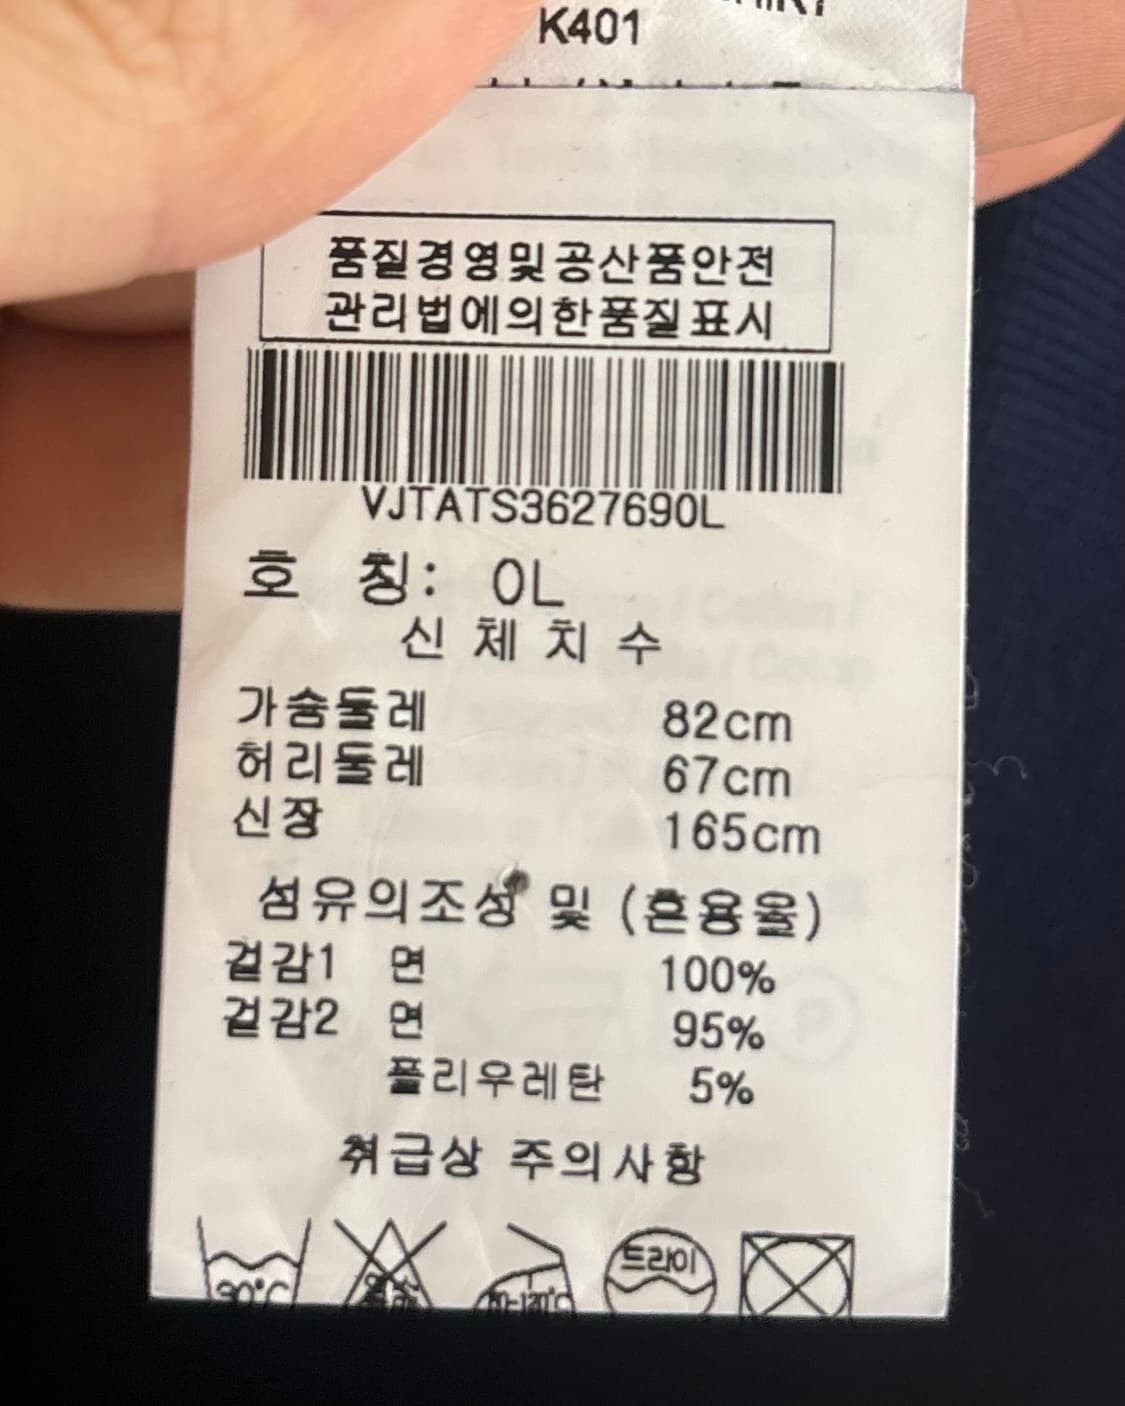 K401
품질경영및공산품안전
관리법에의한품질표시
VJTATS3627690L
호 칭: 0L
신체치수
가슴둘레 82cm
허리둘레 67cm
신장 165cm
섬유의조성 및 (혼용율)
겉감1 면 100%
겉감2 면 95%
폴리우레탄 5%
취급상 주의사항
30°C 드라이